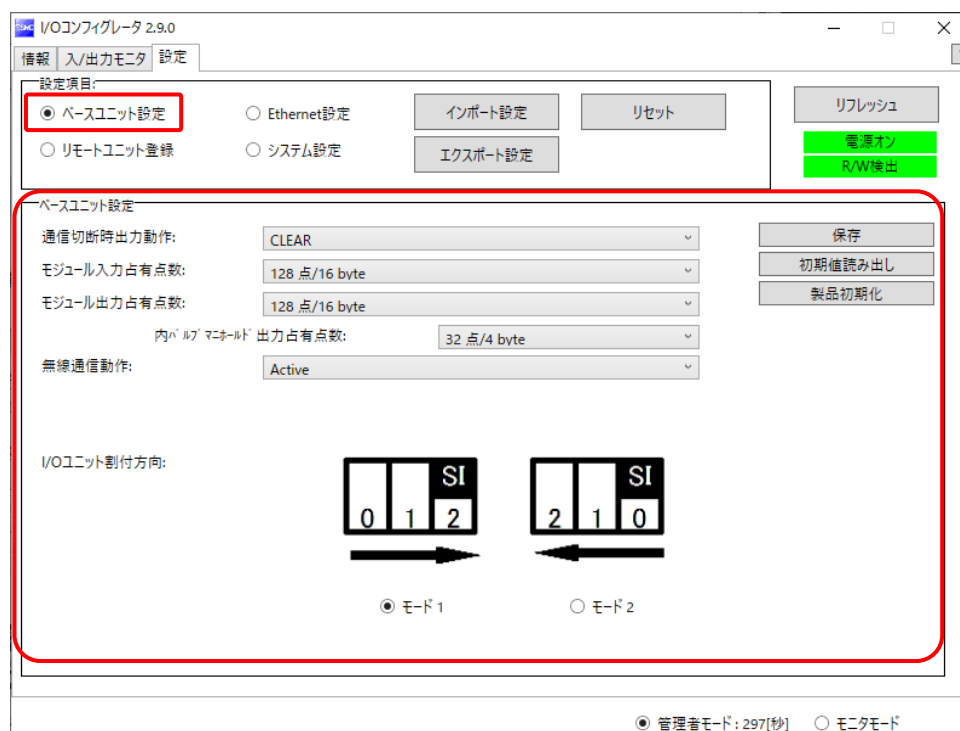 I/Oコンフィグレータ 2.9.0
情報 入/出力モニタ 設定
設定項目:
ベースユニット設定 Ethernet設定 インポート設定 リセット リフレッシュ
リモートユニット登録 システム設定 エクスポート設定 電源オン
R/W検出
ベースユニット設定
通信切断時出力動作: CLEAR 保存
モジュール入力占有点数: 128 点/16 byte 初期値読み出し
モジュール出力占有点数: 128 点/16 byte 製品初期化
内バルブマニホールド出力占有点数: 32 点/4 byte
無線通信動作: Active
I/Oユニット割付方向: SI SI
0 1 2 2 1 0
モード 1 モード 2
管理者モード : 297[秒] モニタモード